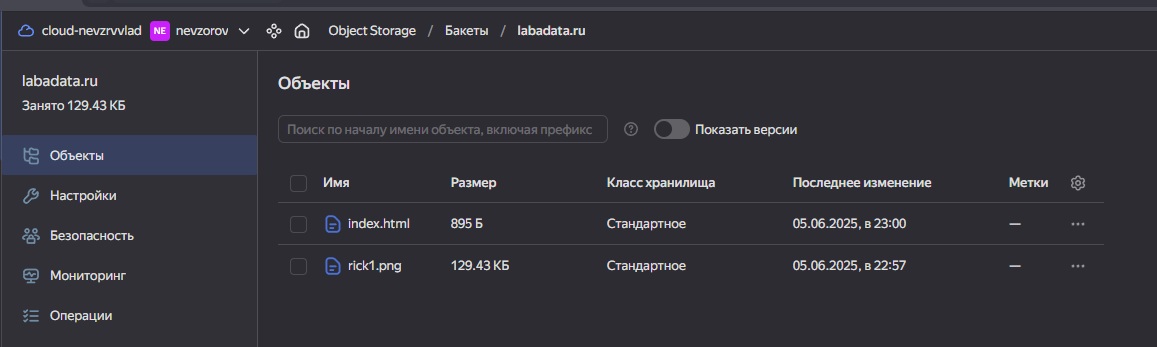 cloud-nevzrvvlad NE nevzorov Object Storage / Бакеты / labadata.ru
labadata.ru
Занято 129.43 КБ
Объекты
Настройки
Безопасность
Мониторинг
Операции
Объекты
Поиск по началу имени объекта, включая префикс
Показать версии
Имя Размер Класс хранилища Последнее изменение Метки
index.html 895 Б Стандартное 05.06.2025, в 23:00 —
rick1.png 129.43 КБ Стандартное 05.06.2025, в 22:57 —